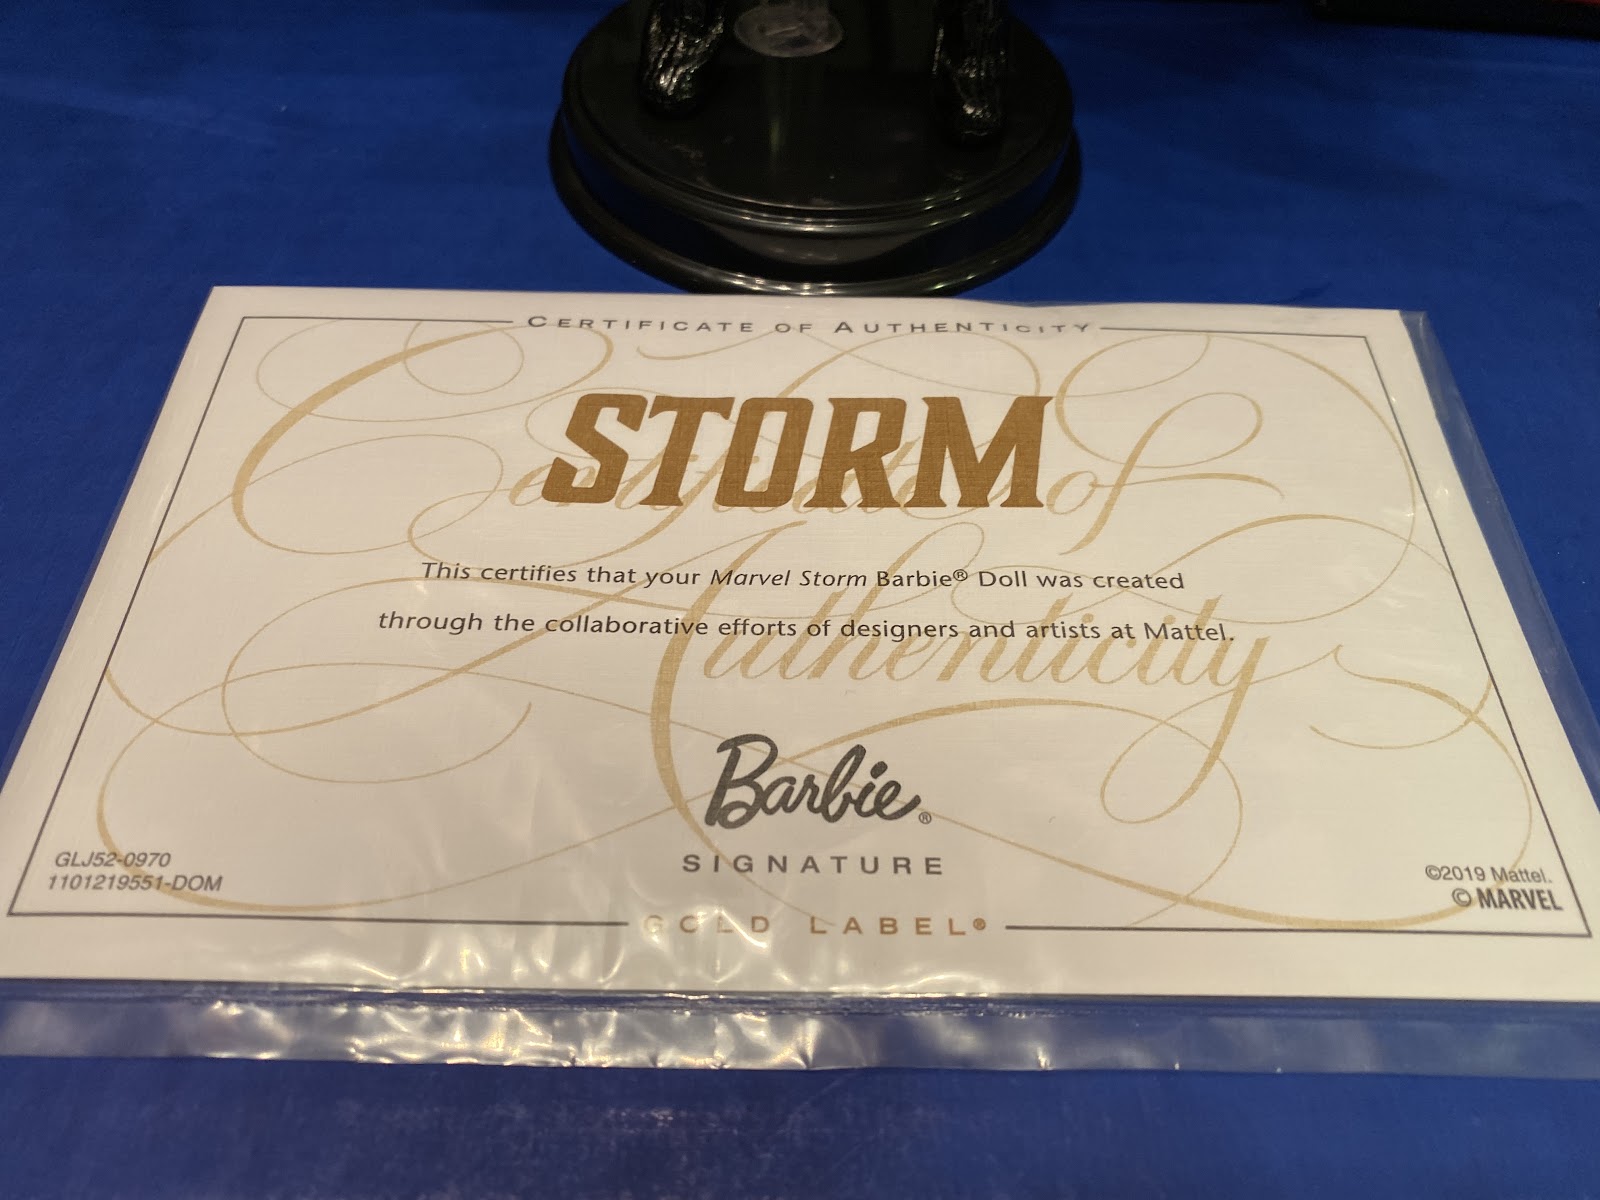 CERTIFICATE OF AUTHENTICITY
STORM
Certificate of
Authenticity
This certifies that your Marvel Storm Barbie® Doll was created
through the collaborative efforts of designers and artists at Mattel.
Barbie®
SIGNATURE
GOLD LABEL®
GLJ52-0970
1101219551-DOM
©2019 Mattel.
© MARVEL